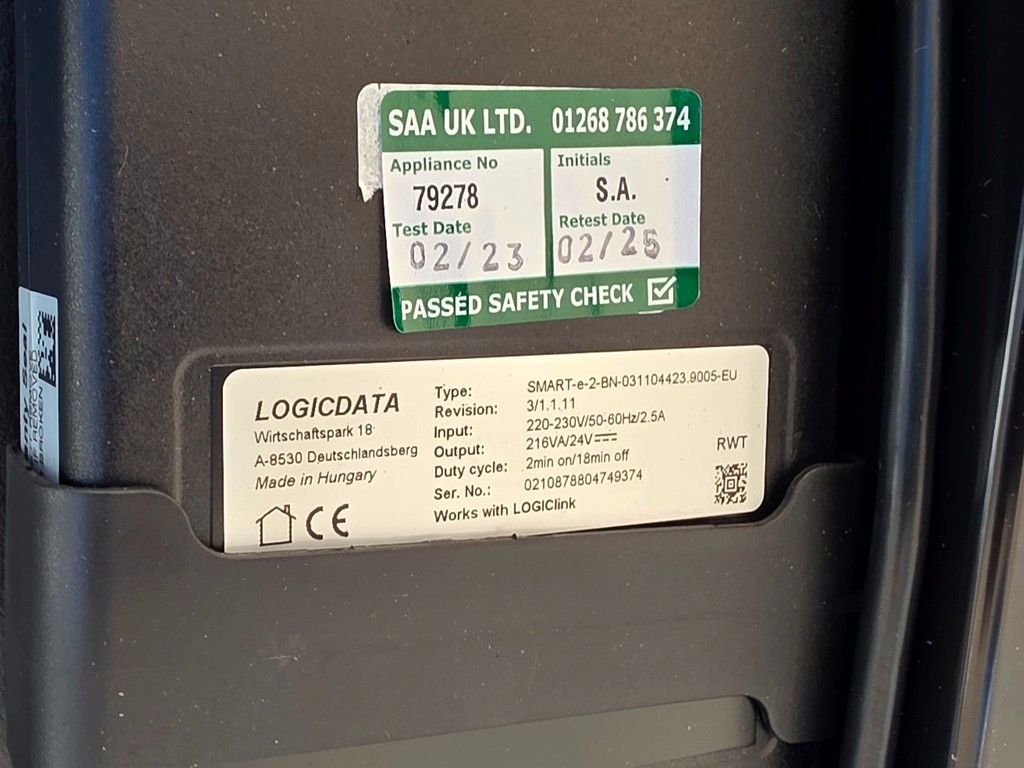 SAA UK LTD. 01268 786 374
Appliance No
79278
Initials
S.A.
Test Date
02/23
Retest Date
02/25
PASSED SAFETY CHECK
LOGICDATA
Wirtschaftspark 18
A-8530 Deutschlandsberg
Made in Hungary
CE
Type: SMART-e-2-BN-031104423.9005-EU
Revision: 3/1.1.11
Input: 220-230V/50-60Hz/2.5A
Output: 216VA/24V
Duty cycle: 2min on/18min off
Ser. No.: 0210878804749374
Works with LOGIClink
RWT
REMOVED
BROKEN